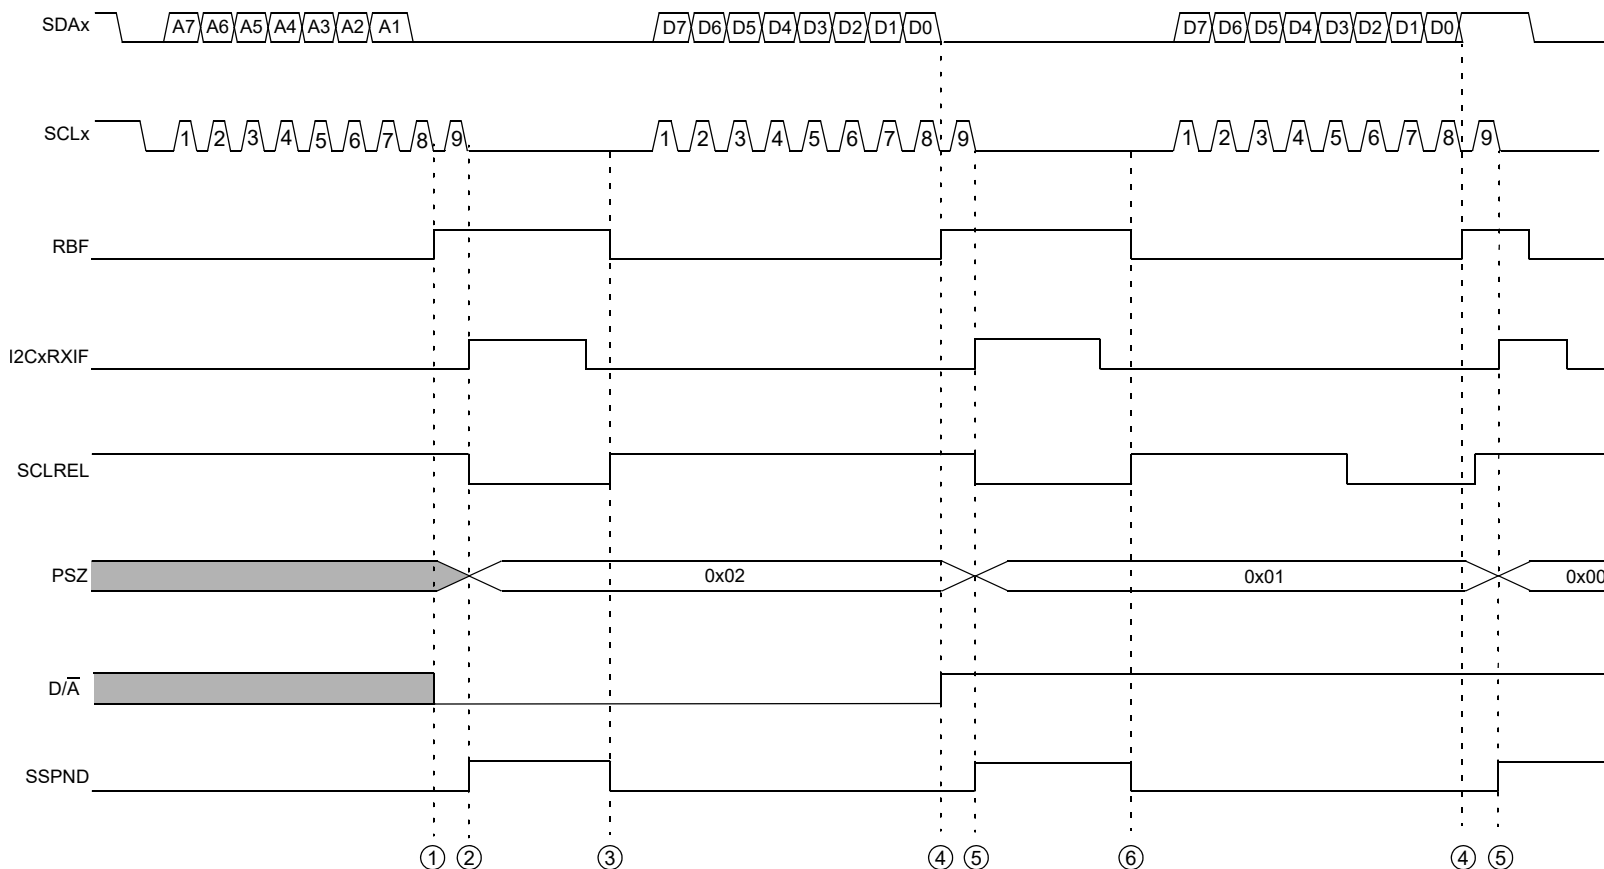 SDAx A7 A6 A5 A4 A3 A2 A1 D7 D6 D5 D4 D3 D2 D1 D0 D7 D6 D5 D4 D3 D2 D1 D0
SCLx 1 2 3 4 5 6 7 8 9 1 2 3 4 5 6 7 8 9 1 2 3 4 5 6 7 8 9
RBF
I2CxRXIF
SCLREL
PSZ 0x02 0x01 0x00
D/A̅
SSPND
① ② ③ ④ ⑤ ⑥ ④ ⑤